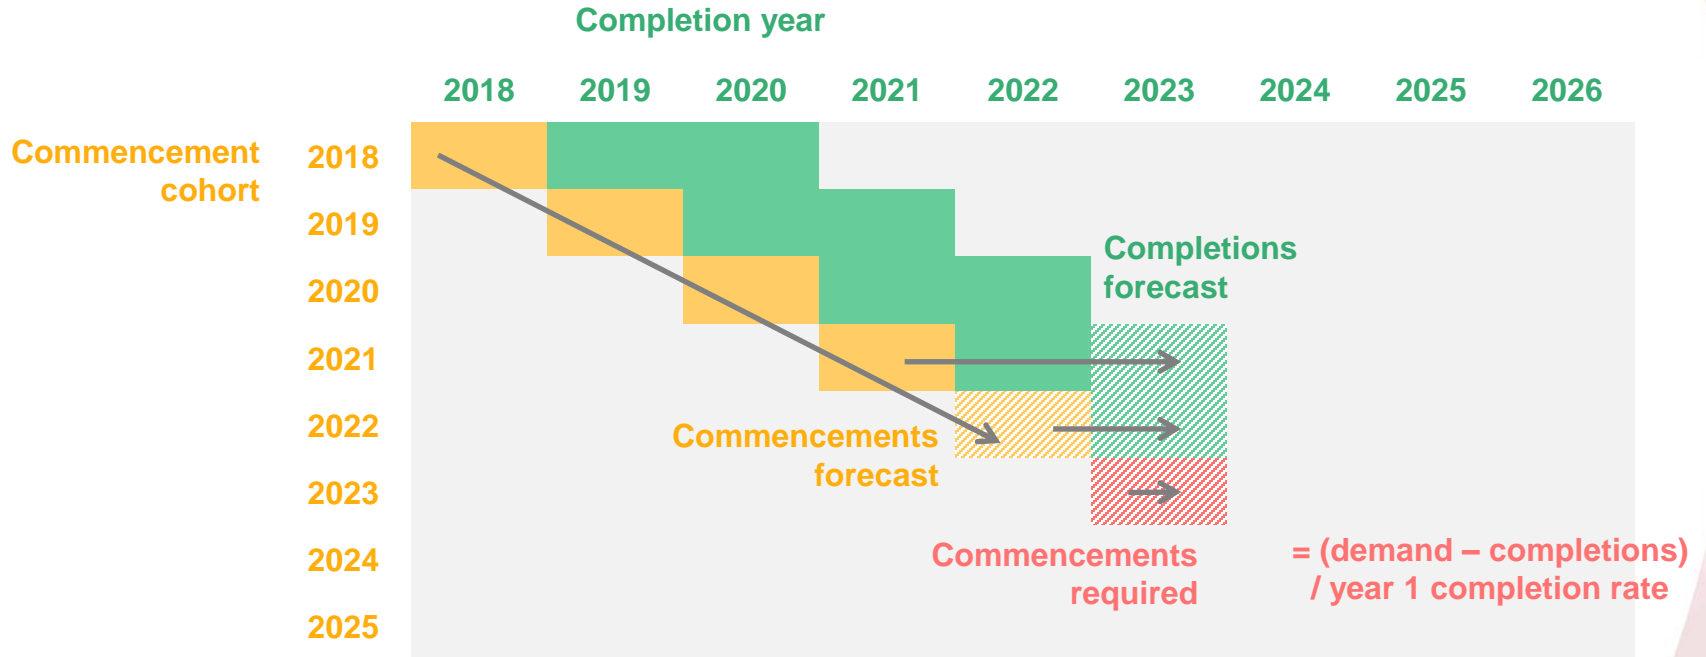 Completion year
2018 2019 2020 2021 2022 2023 2024 2025 2026
Commencement
cohort
2018
2019
2020
2021
2022
2023
2024
2025
Completions
forecast
Commencements
forecast
Commencements
required
= (demand – completions)
/ year 1 completion rate